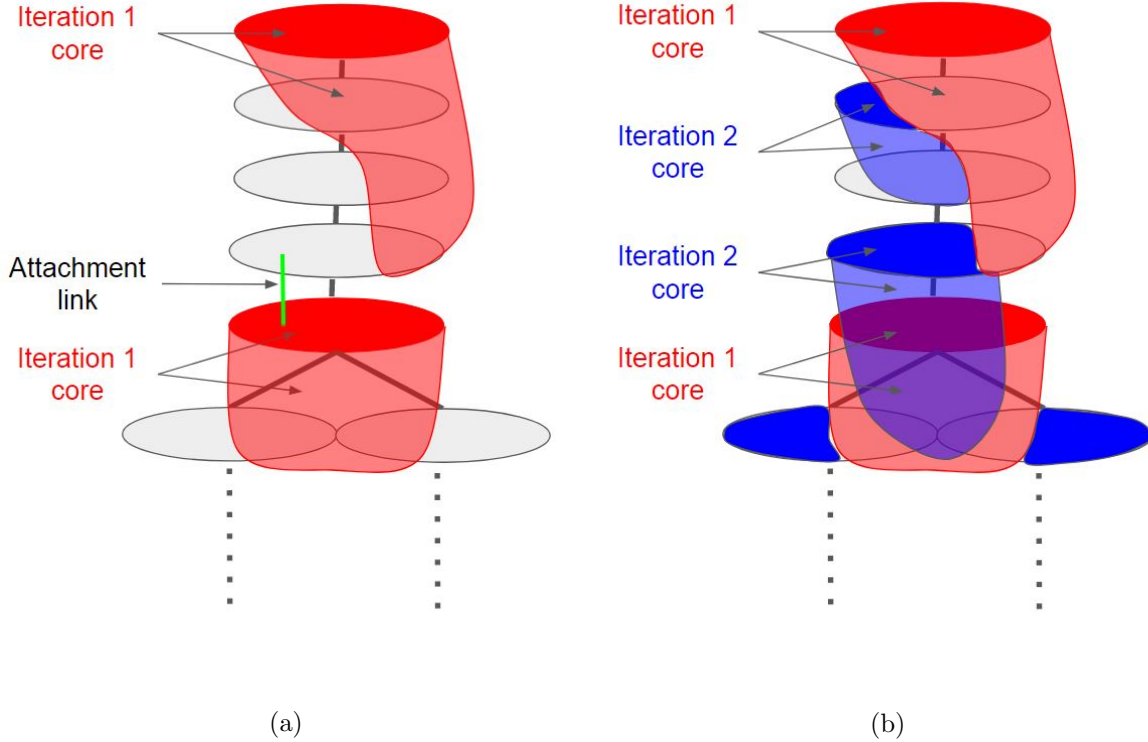 Iteration 1
core
Attachment
link
Iteration 1
core
(a)
Iteration 1
core
Iteration 2
core
Iteration 2
core
Iteration 1
core
(b)